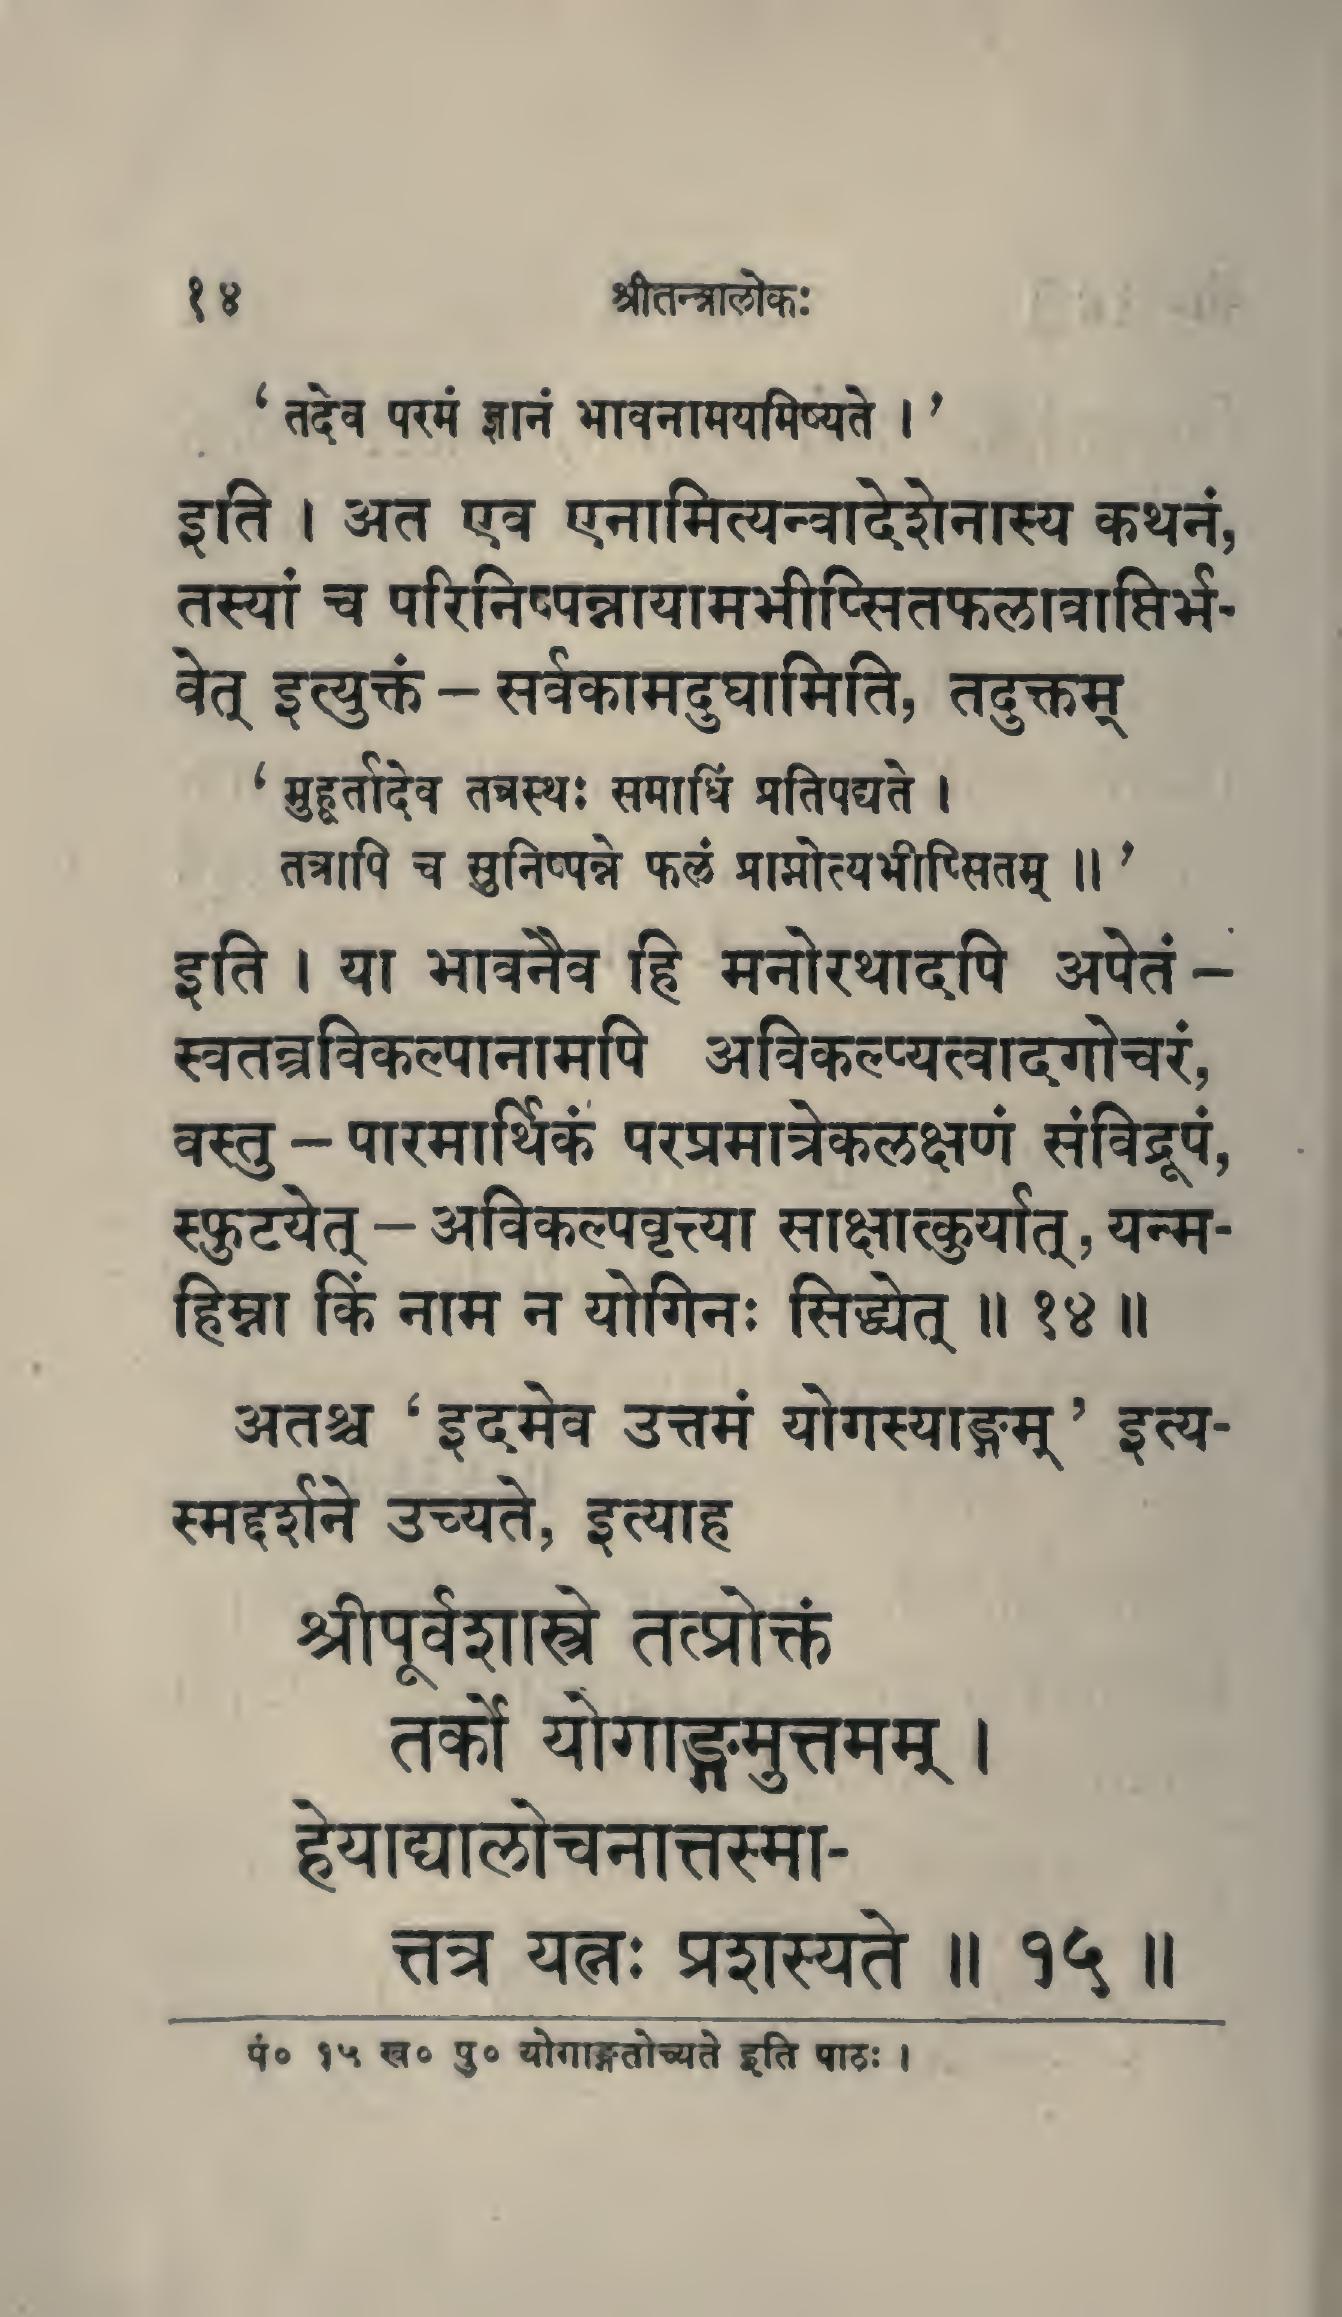 १४ श्रीतन्त्रालोकः
‘ तदेव परमं ज्ञानं भावनामयमिष्यते । ’
इति । अत एव एनामित्यन्वादेशेनास्य कथनं,
तस्यां च परिनिष्पन्नायामभीप्सितफलावाप्तिर्भ-
वेत् इत्युक्तं – सर्वकामदुघामिति, तदुक्तम्
‘ मुहूर्तादेव तत्रस्थः समाधिं प्रतिपद्यते ।
तत्रापि च सुनिष्पन्ने फलं प्राप्नोत्यभीप्सितम् ॥ ’
इति । या भावनैव हि मनोरथादपि अपेतं –
स्वतन्त्रविकल्पानामपि अविकल्प्यत्वादगोचरं,
वस्तु – पारमार्थिकं परप्रमात्रेकलक्षणं संविद्रूपं,
स्फुटयेत् – अविकल्पवृत्त्या साक्षात्कुर्यात्, यन्म-
हिम्ना किं नाम न योगिनः सिद्ध्येत् ॥ १४ ॥
अतश्च ‘ इदमेव उत्तमं योगस्याङ्गम् ’ इत्य-
स्मद्दर्शने उच्यते, इत्याह
श्रीपूर्वशास्त्रे तत्प्रोक्तं
तर्को योगाङ्गमुत्तमम् ।
हेयाद्यालोचनात्तस्मा-
त्तत्र यत्नः प्रशस्यते ॥ १५ ॥
पं० १५ ख० पु० योगाङ्गतोच्यते इति पाठः ।